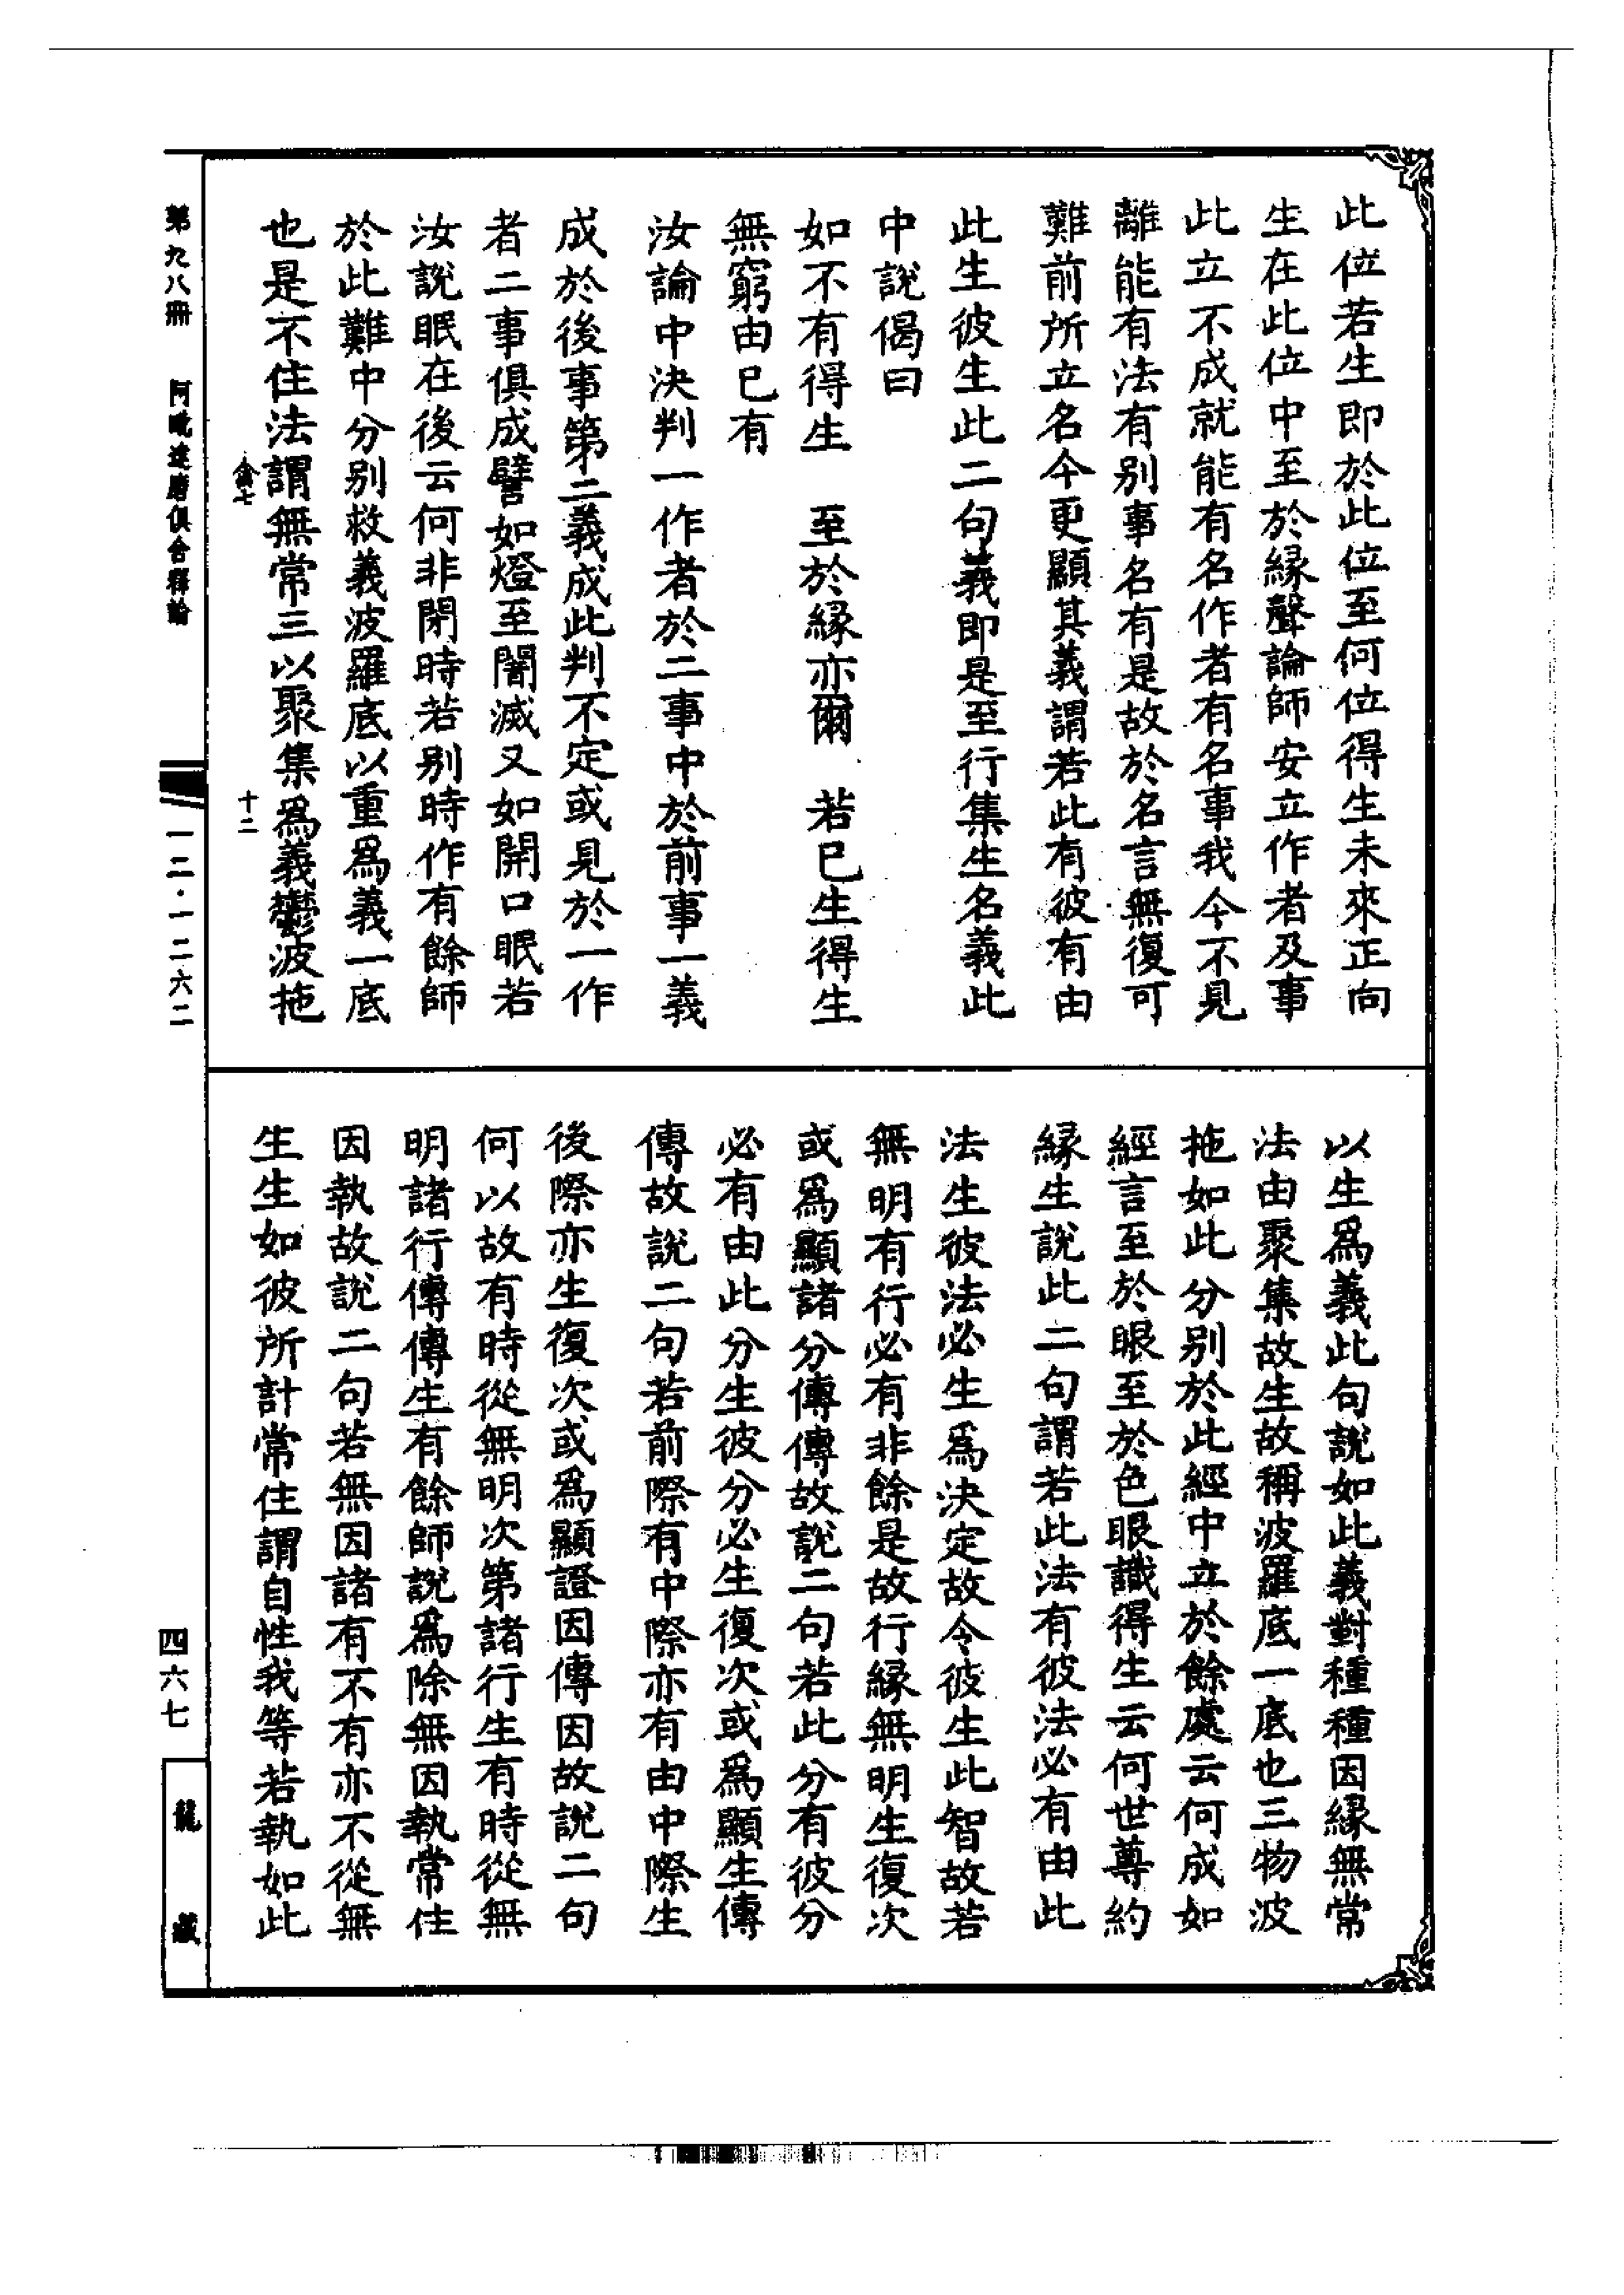 此位若生即於此位至何位得生未來正向
生在此位中至於緣聲論師安立作者及事
此立不成就能有名作者有名事我今不見
離能有法有别事名有是故於名言無復可
難前所立名今更顯其義謂若此有彼有由
此生彼生此二句義即是至行集生名義此
中說偈曰
如不有得生　至於緣亦爾　若已生得生
無窮由已有
汝論中決判一作者於二事中於前事一義
成於後事第二義成此判不定或見於一作
者二事俱成譬如燈至闇滅又如開口眠若
汝說眠在後云何非閉時若别時作有餘師
於此難中分别救義波羅底以重爲義一底
也是不住法謂無常三以聚集爲義鬱波拖
禽七
十二
以生爲義此句說如此義對種種因緣無常
法由聚集故生故稱波羅底一底也三物波
拖如此分别於此經中立於餘處云何成如
經言至於眼至於色眼識得生云何世尊約
緣生說此二句謂若此法有彼法必有由此
法生彼法必生爲決定故令彼生此智故若
無明有行必有非餘是故行緣無明生復次
或爲顯諸分傳傳故說二句若此分有彼分
必有由此分生彼分必生復次或爲顯生傳
傳故說二句若前際有中際亦有由中際生
後際亦生復次或爲顯證因傳因故說二句
何以故有時從無明次第諸行生有時從無
明諸行傳傳生有餘師說爲除無因執常住
因執故說二句若無因諸有不有亦不從無
生生如彼所計常住謂自性我等若執如此
第九八冊　阿毗達磨俱舍釋論
一二·一二六二
四六七
龍藏